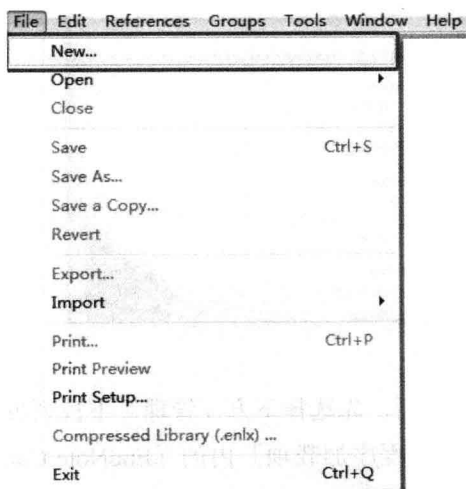 File Edit References Groups Tools Window Help
New...
Open
Close
Save Ctrl+S
Save As...
Save a Copy...
Revert
Export...
Import
Print... Ctrl+P
Print Preview
Print Setup...
Compressed Library (.enlx) ...
Exit Ctrl+Q